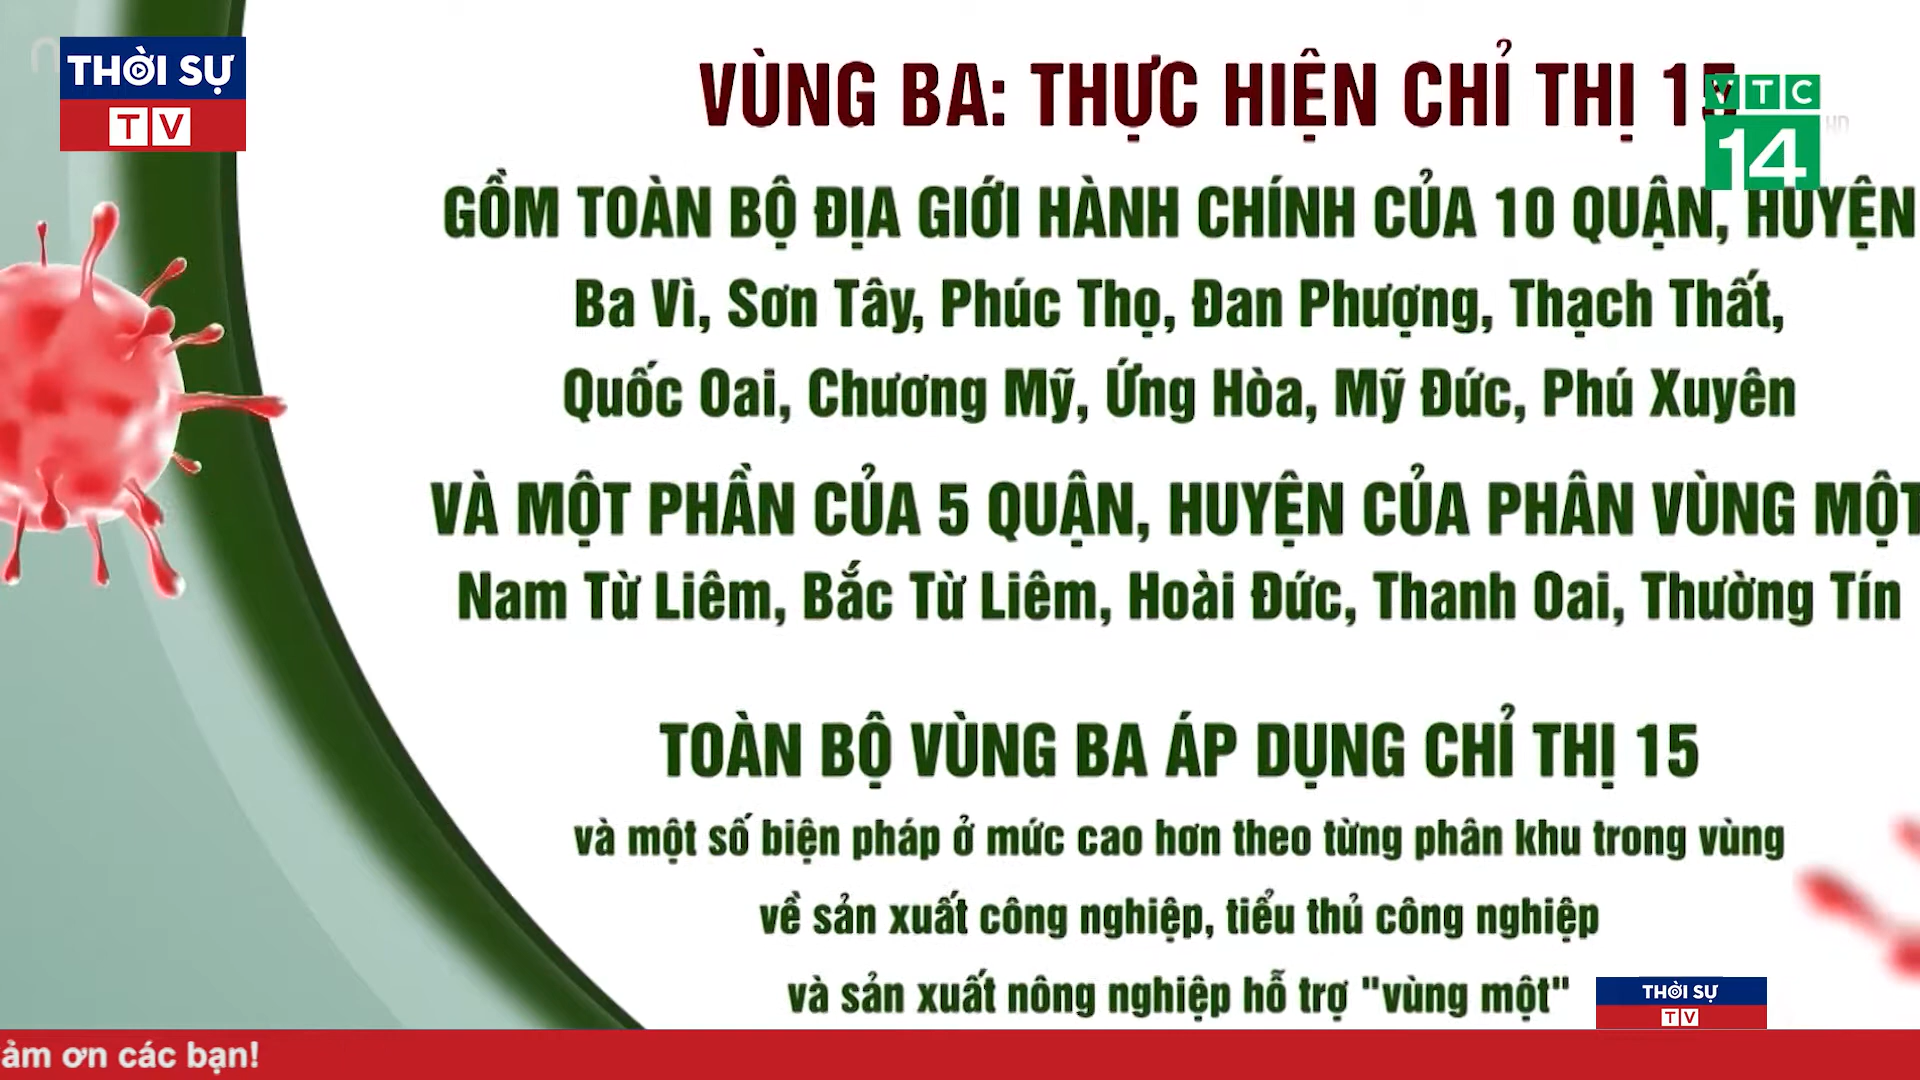 THỜI SỰ
TV
VÙNG BA: THỰC HIỆN CHỈ THỊ 15
VTC
14
HD
GỒM TOÀN BỘ ĐỊA GIỚI HÀNH CHÍNH CỦA 10 QUẬN, HUYỆN
Ba Vì, Sơn Tây, Phúc Thọ, Đan Phượng, Thạch Thất,
Quốc Oai, Chương Mỹ, Ứng Hòa, Mỹ Đức, Phú Xuyên
VÀ MỘT PHẦN CỦA 5 QUẬN, HUYỆN CỦA PHÂN VÙNG MỘT
Nam Từ Liêm, Bắc Từ Liêm, Hoài Đức, Thanh Oai, Thường Tín
TOÀN BỘ VÙNG BA ÁP DỤNG CHỈ THỊ 15
và một số biện pháp ở mức cao hơn theo từng phân khu trong vùng
về sản xuất công nghiệp, tiểu thủ công nghiệp
và sản xuất nông nghiệp hỗ trợ "vùng một"
THỜI SỰ
TV
ảm ơn các bạn!